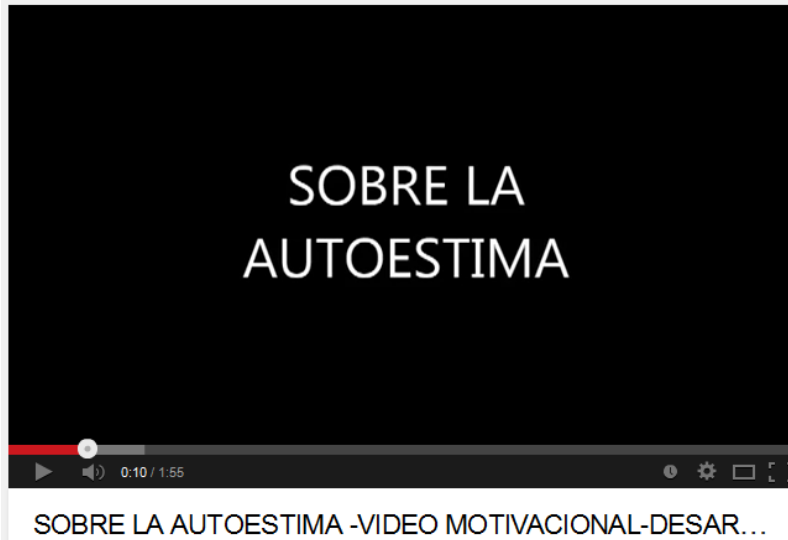 SOBRE LA
AUTOESTIMA
0:10 / 1:55
SOBRE LA AUTOESTIMA -VIDEO MOTIVACIONAL-DESAR...